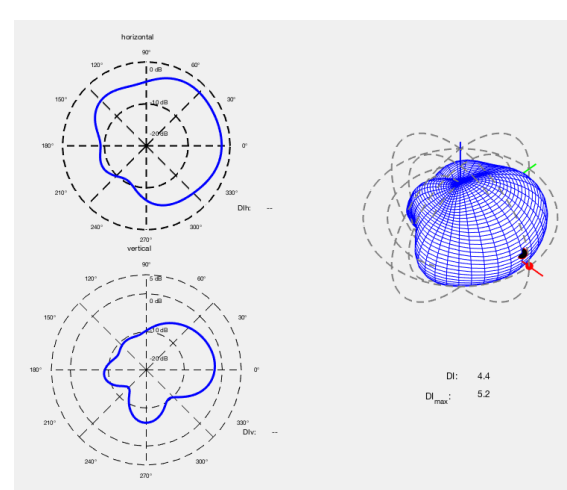 horizontal
90°
120°
60°
0 dB
150°
30°
-10 dB
-20 dB
180°
0°
210°
330°
DIh: --
240°
300°
270°
vertical
90°
5 dB
120°
60°
0 dB
150°
30°
-10 dB
-20 dB
180°
0°
210°
330°
DIv: --
240°
300°
270°
DI: 4.4
DImax: 5.2